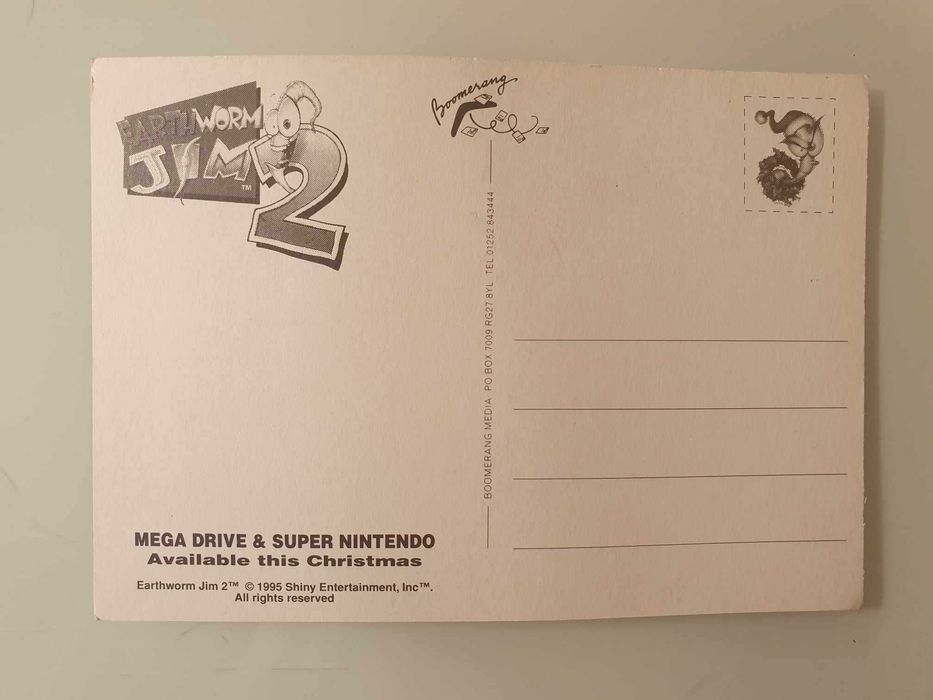 EARTHWORM
JIM™
2
Boomerang
BOOMERANG MEDIA PO BOX 7009 RG27 8YL TEL 01252 843444
MEGA DRIVE & SUPER NINTENDO
Available this Christmas
Earthworm Jim 2™ © 1995 Shiny Entertainment, Inc™.
All rights reserved